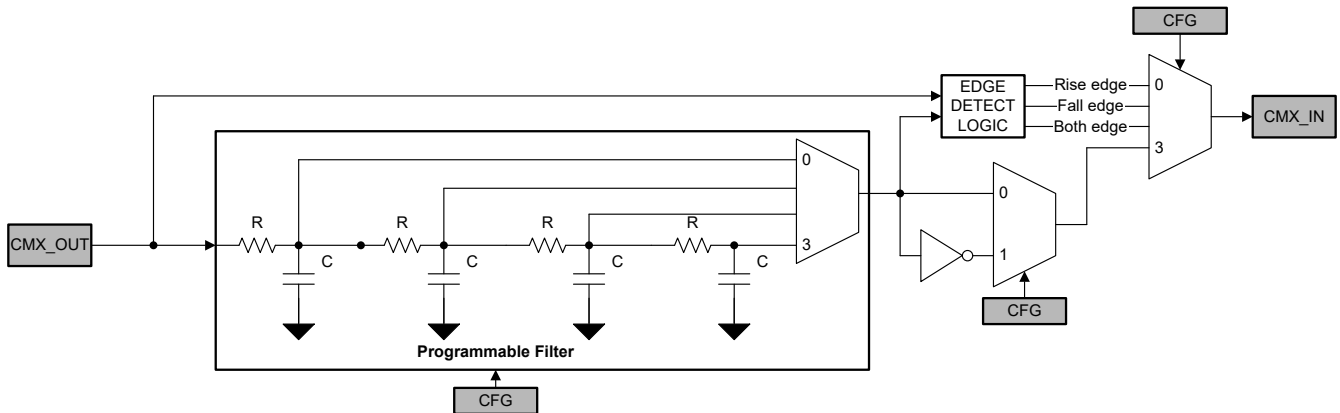 CFG
EDGE
DETECT
LOGIC
Rise edge
Fall edge
Both edge
0
3
CMX_IN
0
3
0
1
CMX_OUT
R
R
R
R
C
C
C
C
CFG
Programmable Filter
CFG